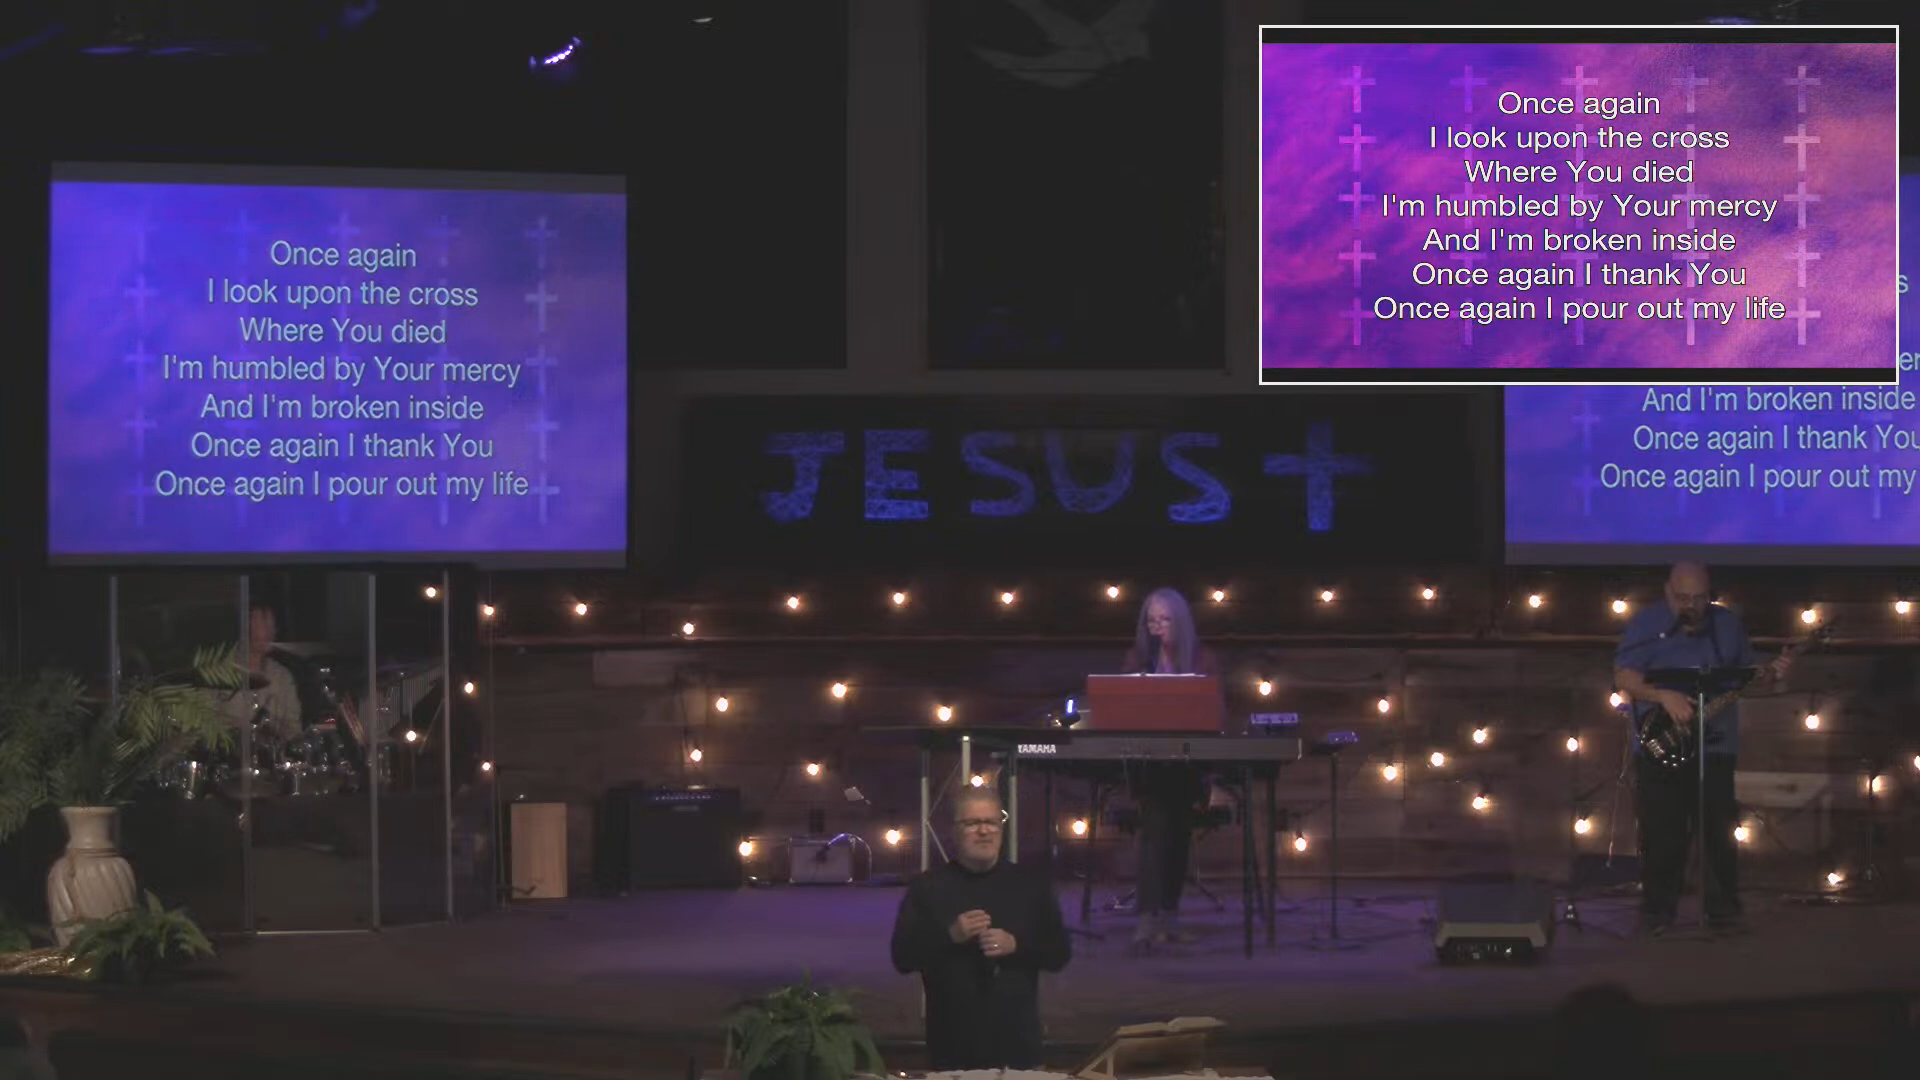 Once again
I look upon the cross
Where You died
I'm humbled by Your mercy
And I'm broken inside
Once again I thank You
Once again I pour out my life
Once again
I look upon the cross
Where You died
I'm humbled by Your mercy
And I'm broken inside
Once again I thank You
Once again I pour out my life
And I'm broken inside
Once again I thank You
Once again I pour out my
JESUS
YAMAHA